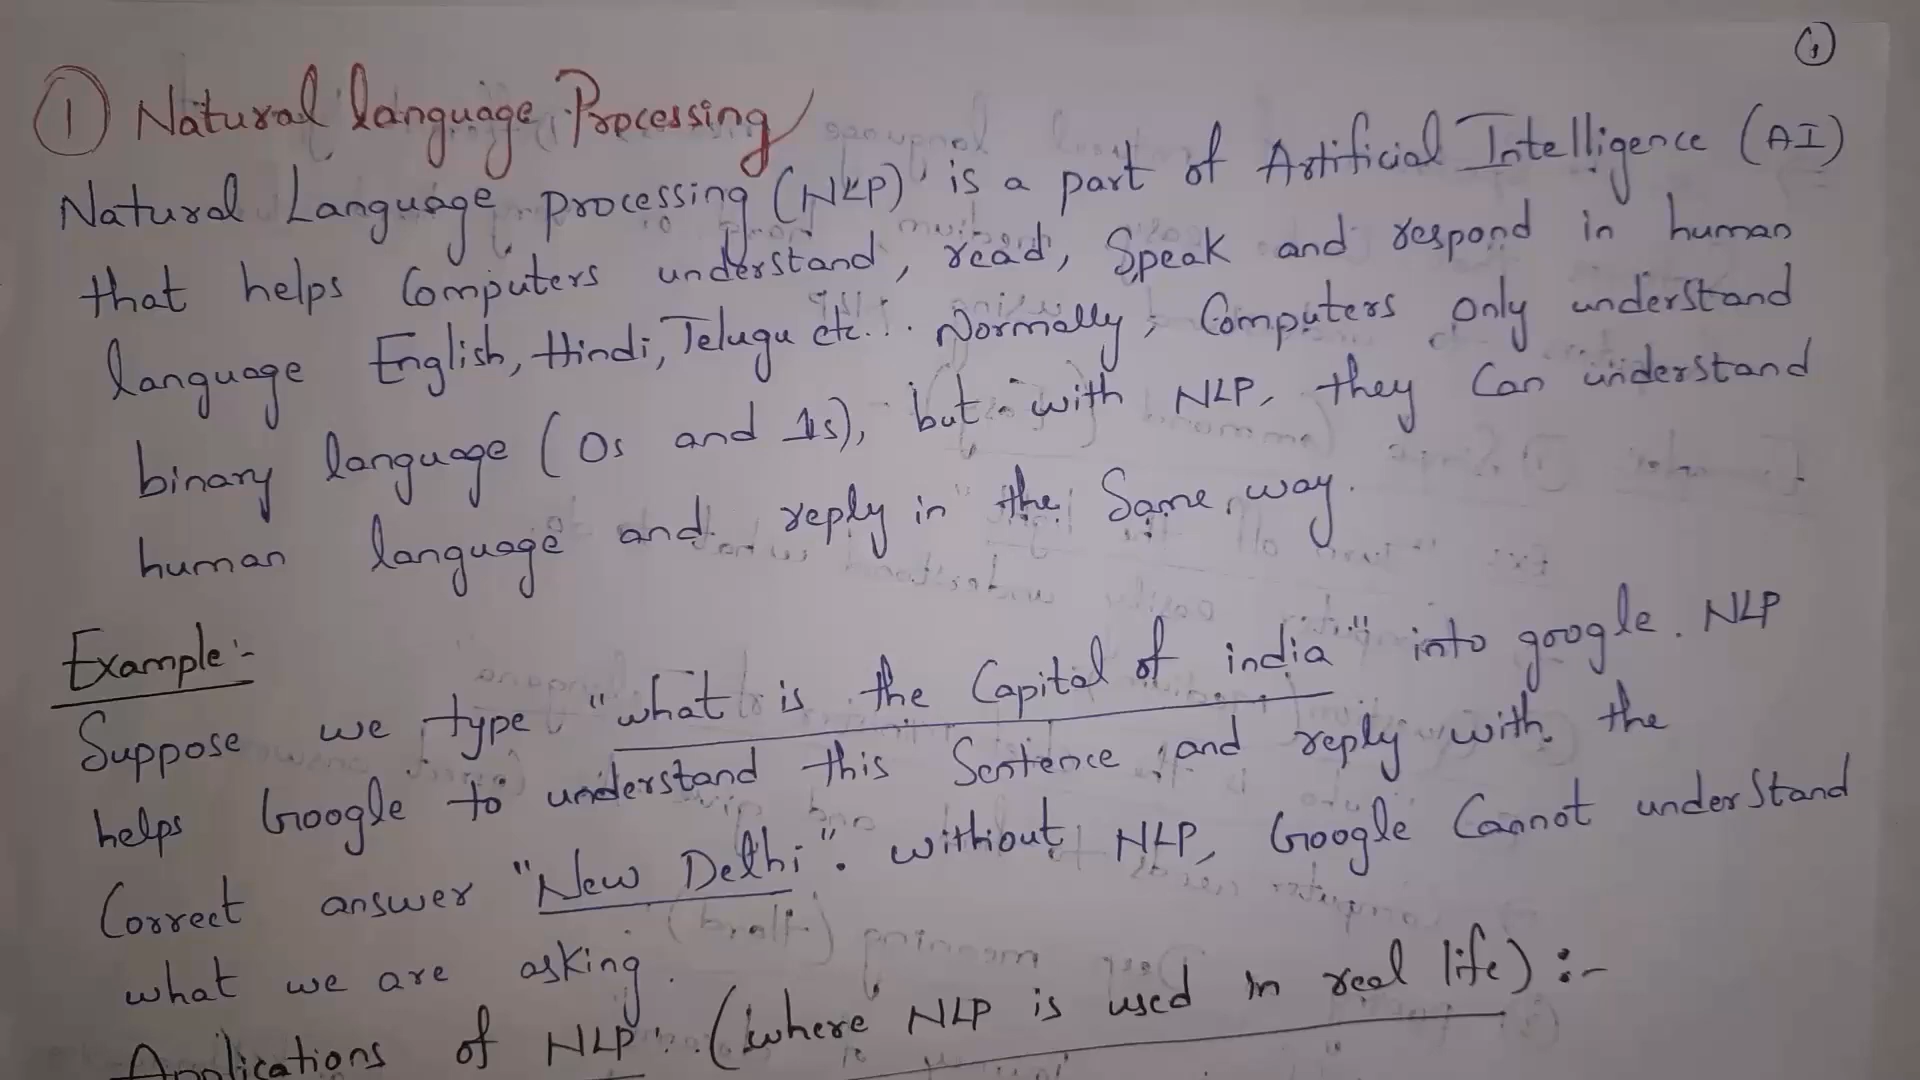 1
① Natural language Processing
Natural Language processing (NLP) is a part of Artificial Intelligence (AI)
that helps Computers understand, read, Speak and respond in human
language English, Hindi, Telugu etc... Normally, Computers only understand
binary language (0s and 1s), but with NLP, they Can understand
human language and reply in the Same way.
Example:-
Suppose we type "what is the Capital of india" into google. NLP
helps Google to understand this Sentence and reply with the
Correct answer "New Delhi". without NLP, Google Cannot understand
what we are asking.
Applications of NLP: (where NLP is used in real life) :-